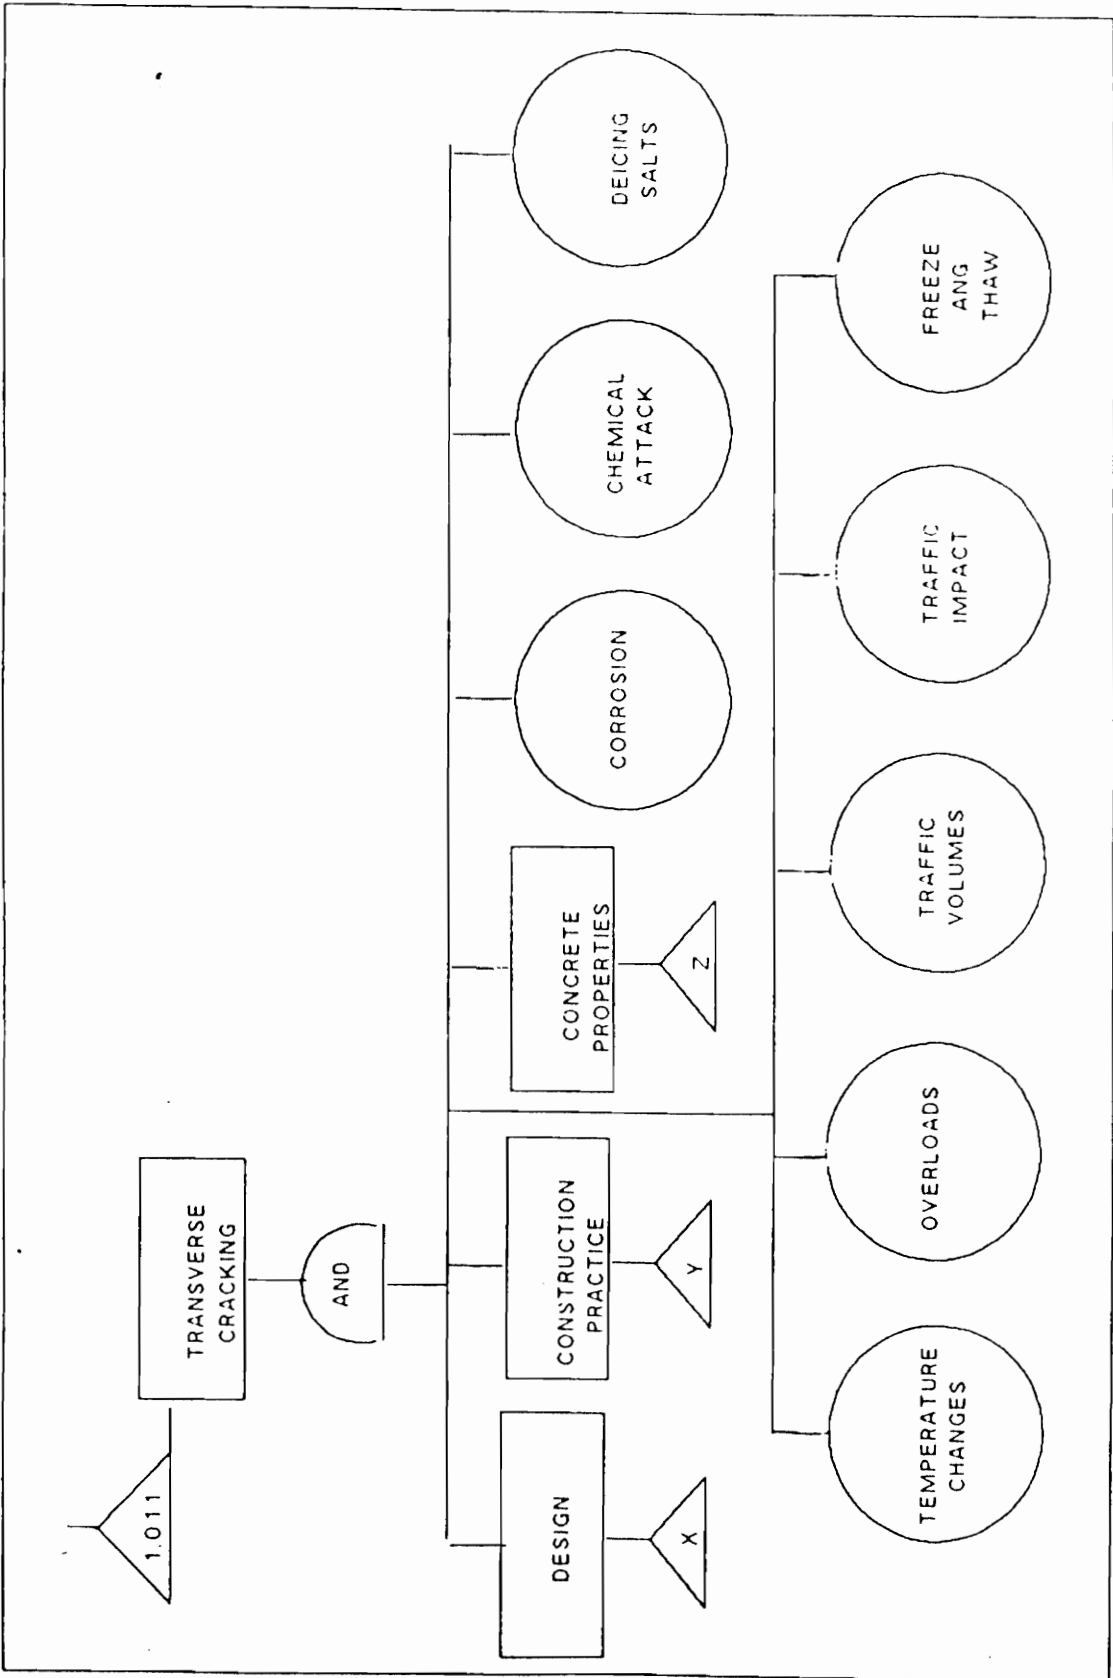 1.011
TRANSVERSE
CRACKING
AND
DESIGN
X
CONSTRUCTION
PRACTICE
Y
CONCRETE
PROPERTIES
Z
CORROSION
CHEMICAL
ATTACK
DEICING
SALTS
TEMPERATURE
CHANGES
OVERLOADS
TRAFFIC
VOLUMES
TRAFFIC
IMPACT
FREEZE
ANG
THAW